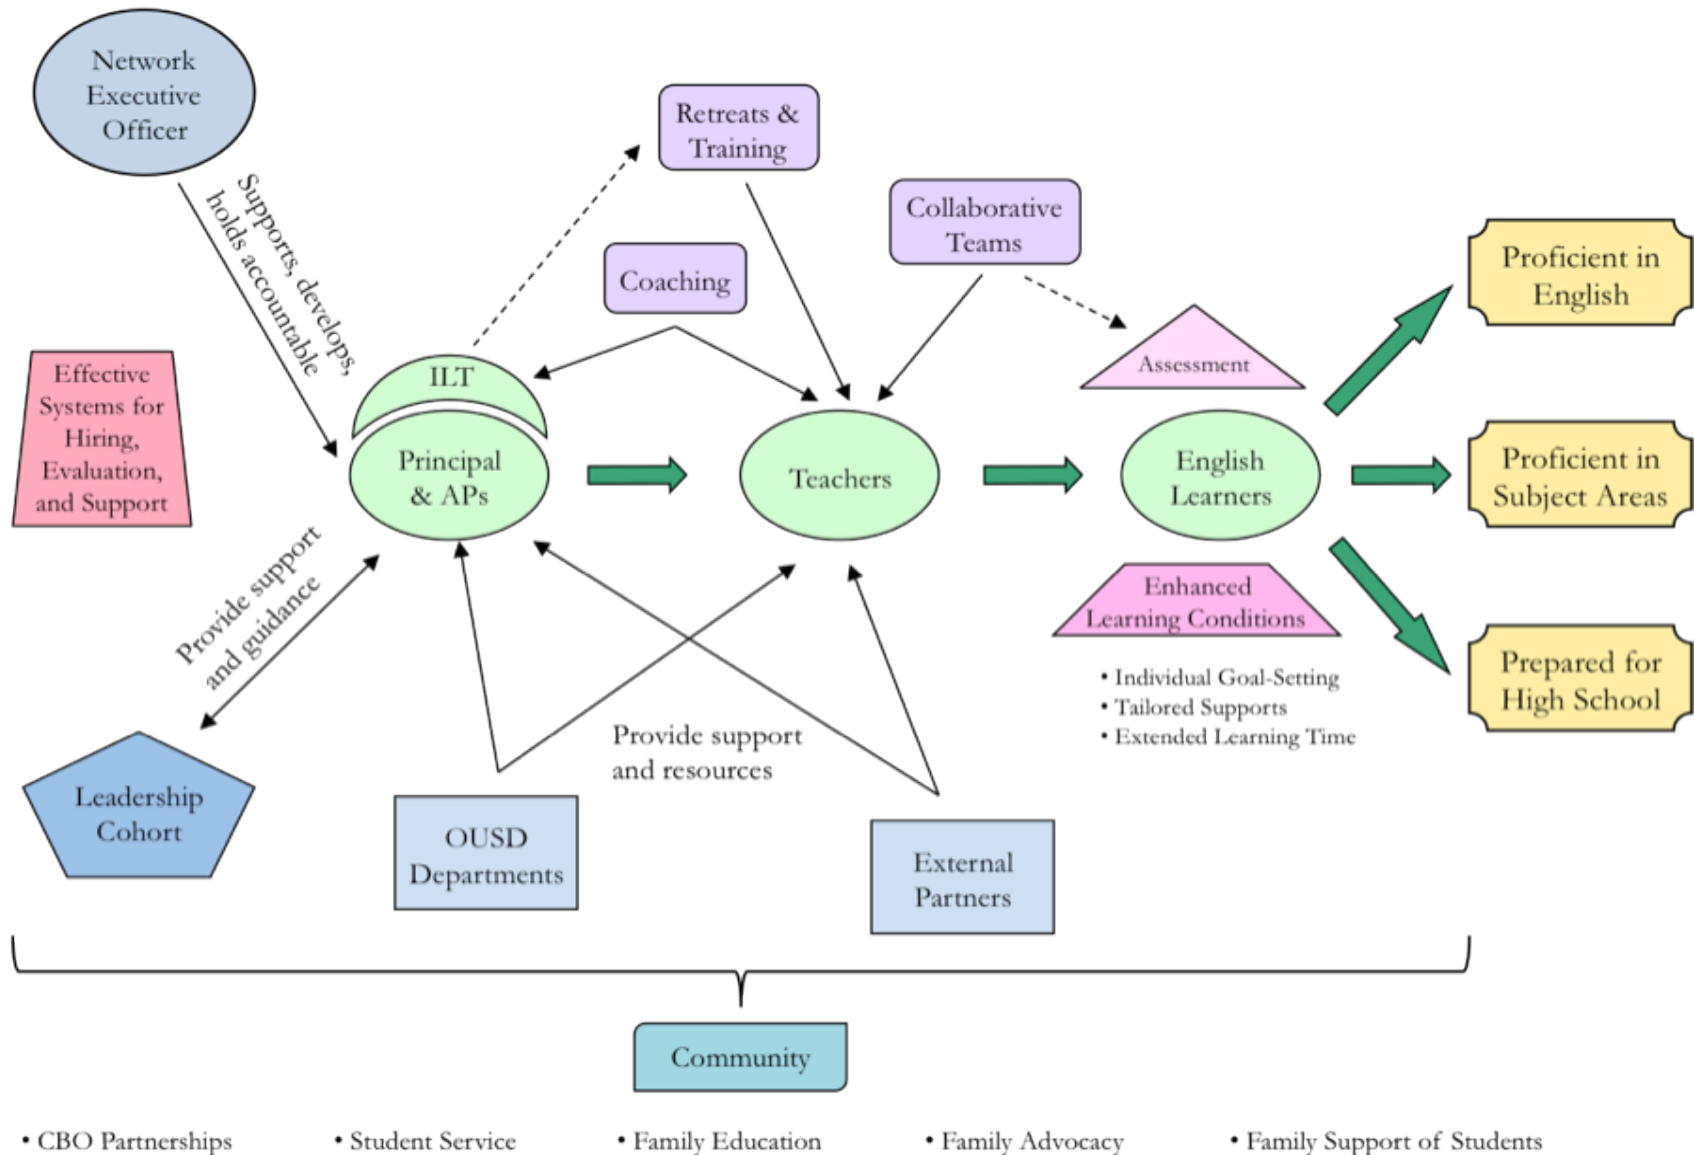 Network
Executive
Officer
Supports, develops,
holds accountable
Retreats &
Training
Coaching
Collaborative
Teams
Effective
Systems for
Hiring,
Evaluation,
and Support
ILT
Principal
& APs
Teachers
Assessment
English
Learners
Enhanced
Learning Conditions
• Individual Goal-Setting
• Tailored Supports
• Extended Learning Time
Proficient in
English
Proficient in
Subject Areas
Prepared for
High School
Provide support
and guidance
Leadership
Cohort
Provide support
and resources
OUSD
Departments
External
Partners
Community
• CBO Partnerships
• Student Service
• Family Education
• Family Advocacy
• Family Support of Students